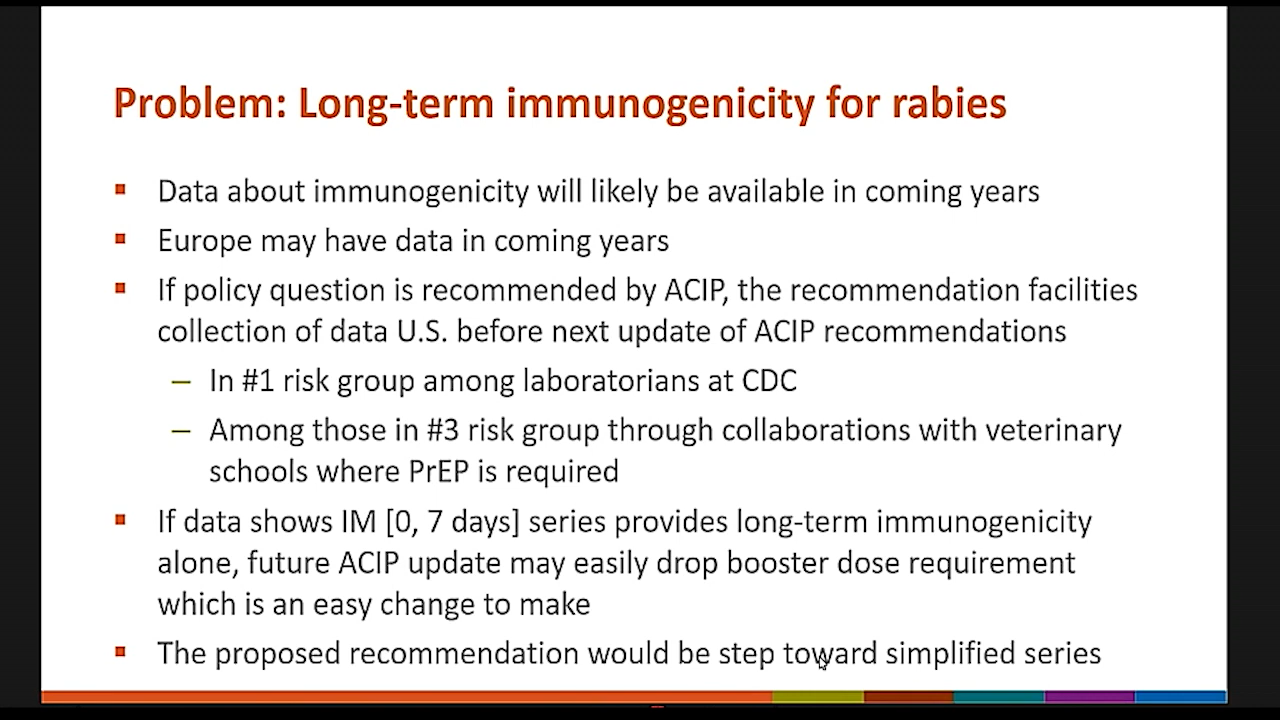 Problem: Long-term immunogenicity for rabies
▪ Data about immunogenicity will likely be available in coming years
▪ Europe may have data in coming years
▪ If policy question is recommended by ACIP, the recommendation facilities
collection of data U.S. before next update of ACIP recommendations
– In #1 risk group among laboratorians at CDC
– Among those in #3 risk group through collaborations with veterinary
schools where PrEP is required
▪ If data shows IM [0, 7 days] series provides long-term immunogenicity
alone, future ACIP update may easily drop booster dose requirement
which is an easy change to make
▪ The proposed recommendation would be step toward simplified series